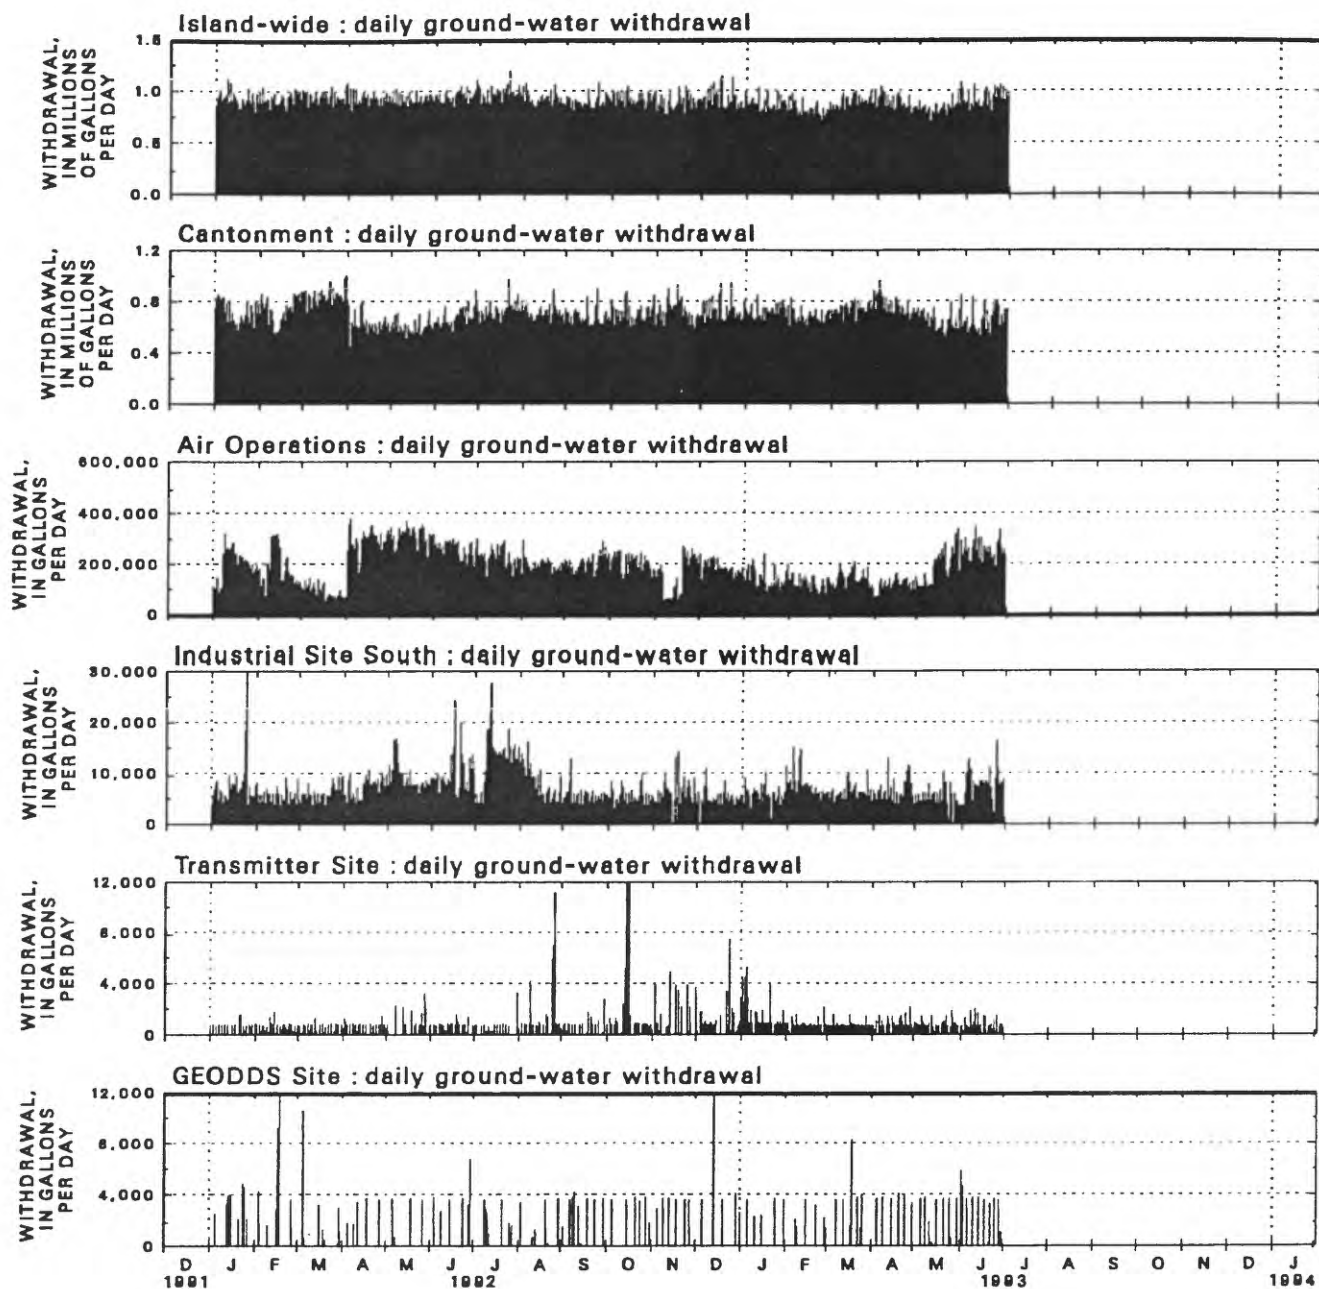 Island-wide : daily ground-water withdrawal
WITHDRAWAL,
IN MILLIONS
OF GALLONS
PER DAY
1.5
1.0
0.5
0.0
Cantonment : daily ground-water withdrawal
WITHDRAWAL,
IN MILLIONS
OF GALLONS
PER DAY
1.2
0.8
0.4
0.0
Air Operations : daily ground-water withdrawal
WITHDRAWAL,
IN GALLONS
PER DAY
600,000
400,000
200,000
0
Industrial Site South : daily ground-water withdrawal
WITHDRAWAL,
IN GALLONS
PER DAY
30,000
20,000
10,000
0
Transmitter Site : daily ground-water withdrawal
WITHDRAWAL,
IN GALLONS
PER DAY
12,000
8,000
4,000
0
GEODDS Site : daily ground-water withdrawal
WITHDRAWAL,
IN GALLONS
PER DAY
12,000
8,000
4,000
0
D J F M A M J J A S O N D J F M A M J J A S O N D J
1991 1992 1993 1994